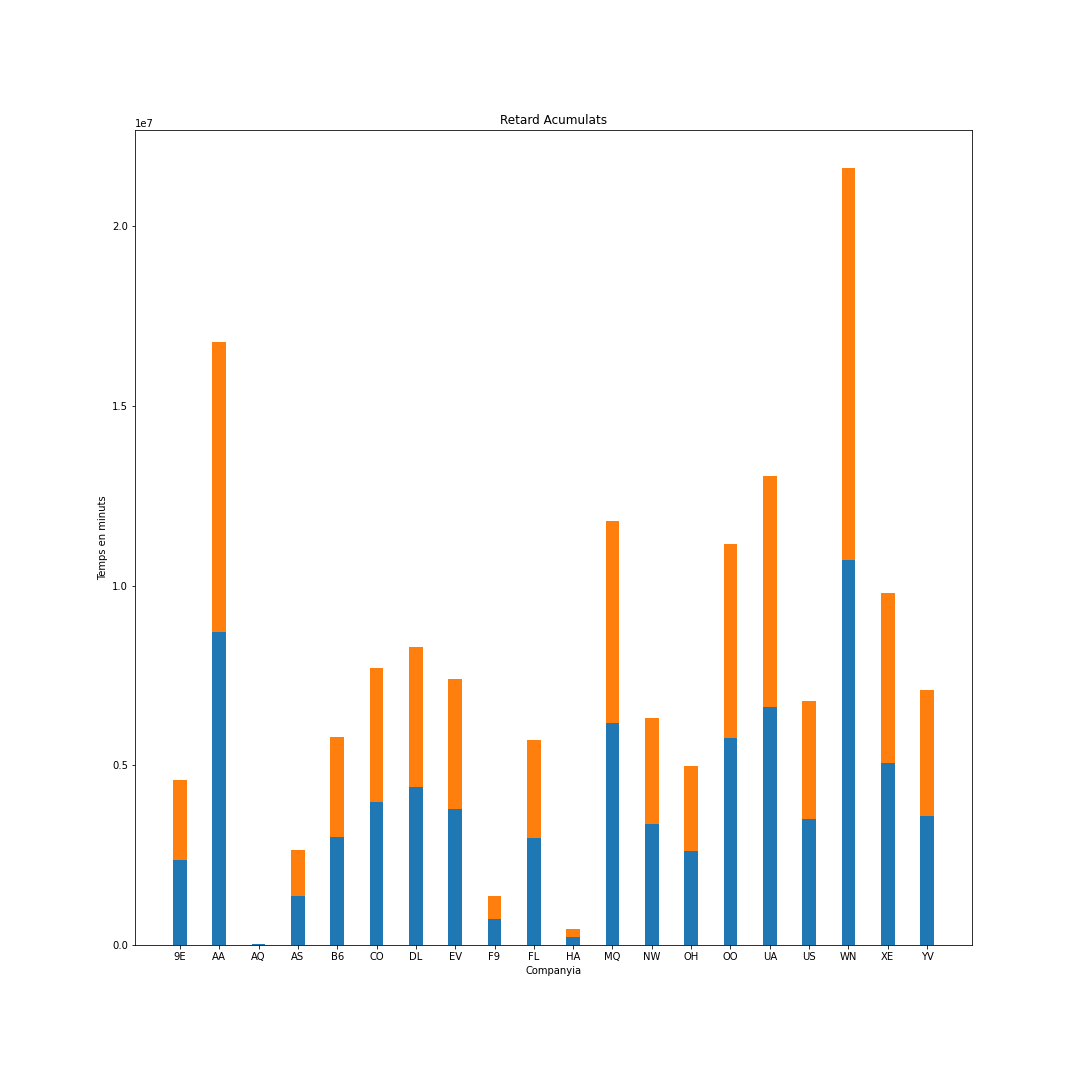 Retard Acumulats
1e7
2.0
1.5
1.0
0.5
0.0
Temps en minuts
9E AA AQ AS B6 CO DL EV F9 FL HA MQ NW OH OO UA US WN XE YV
Companyia